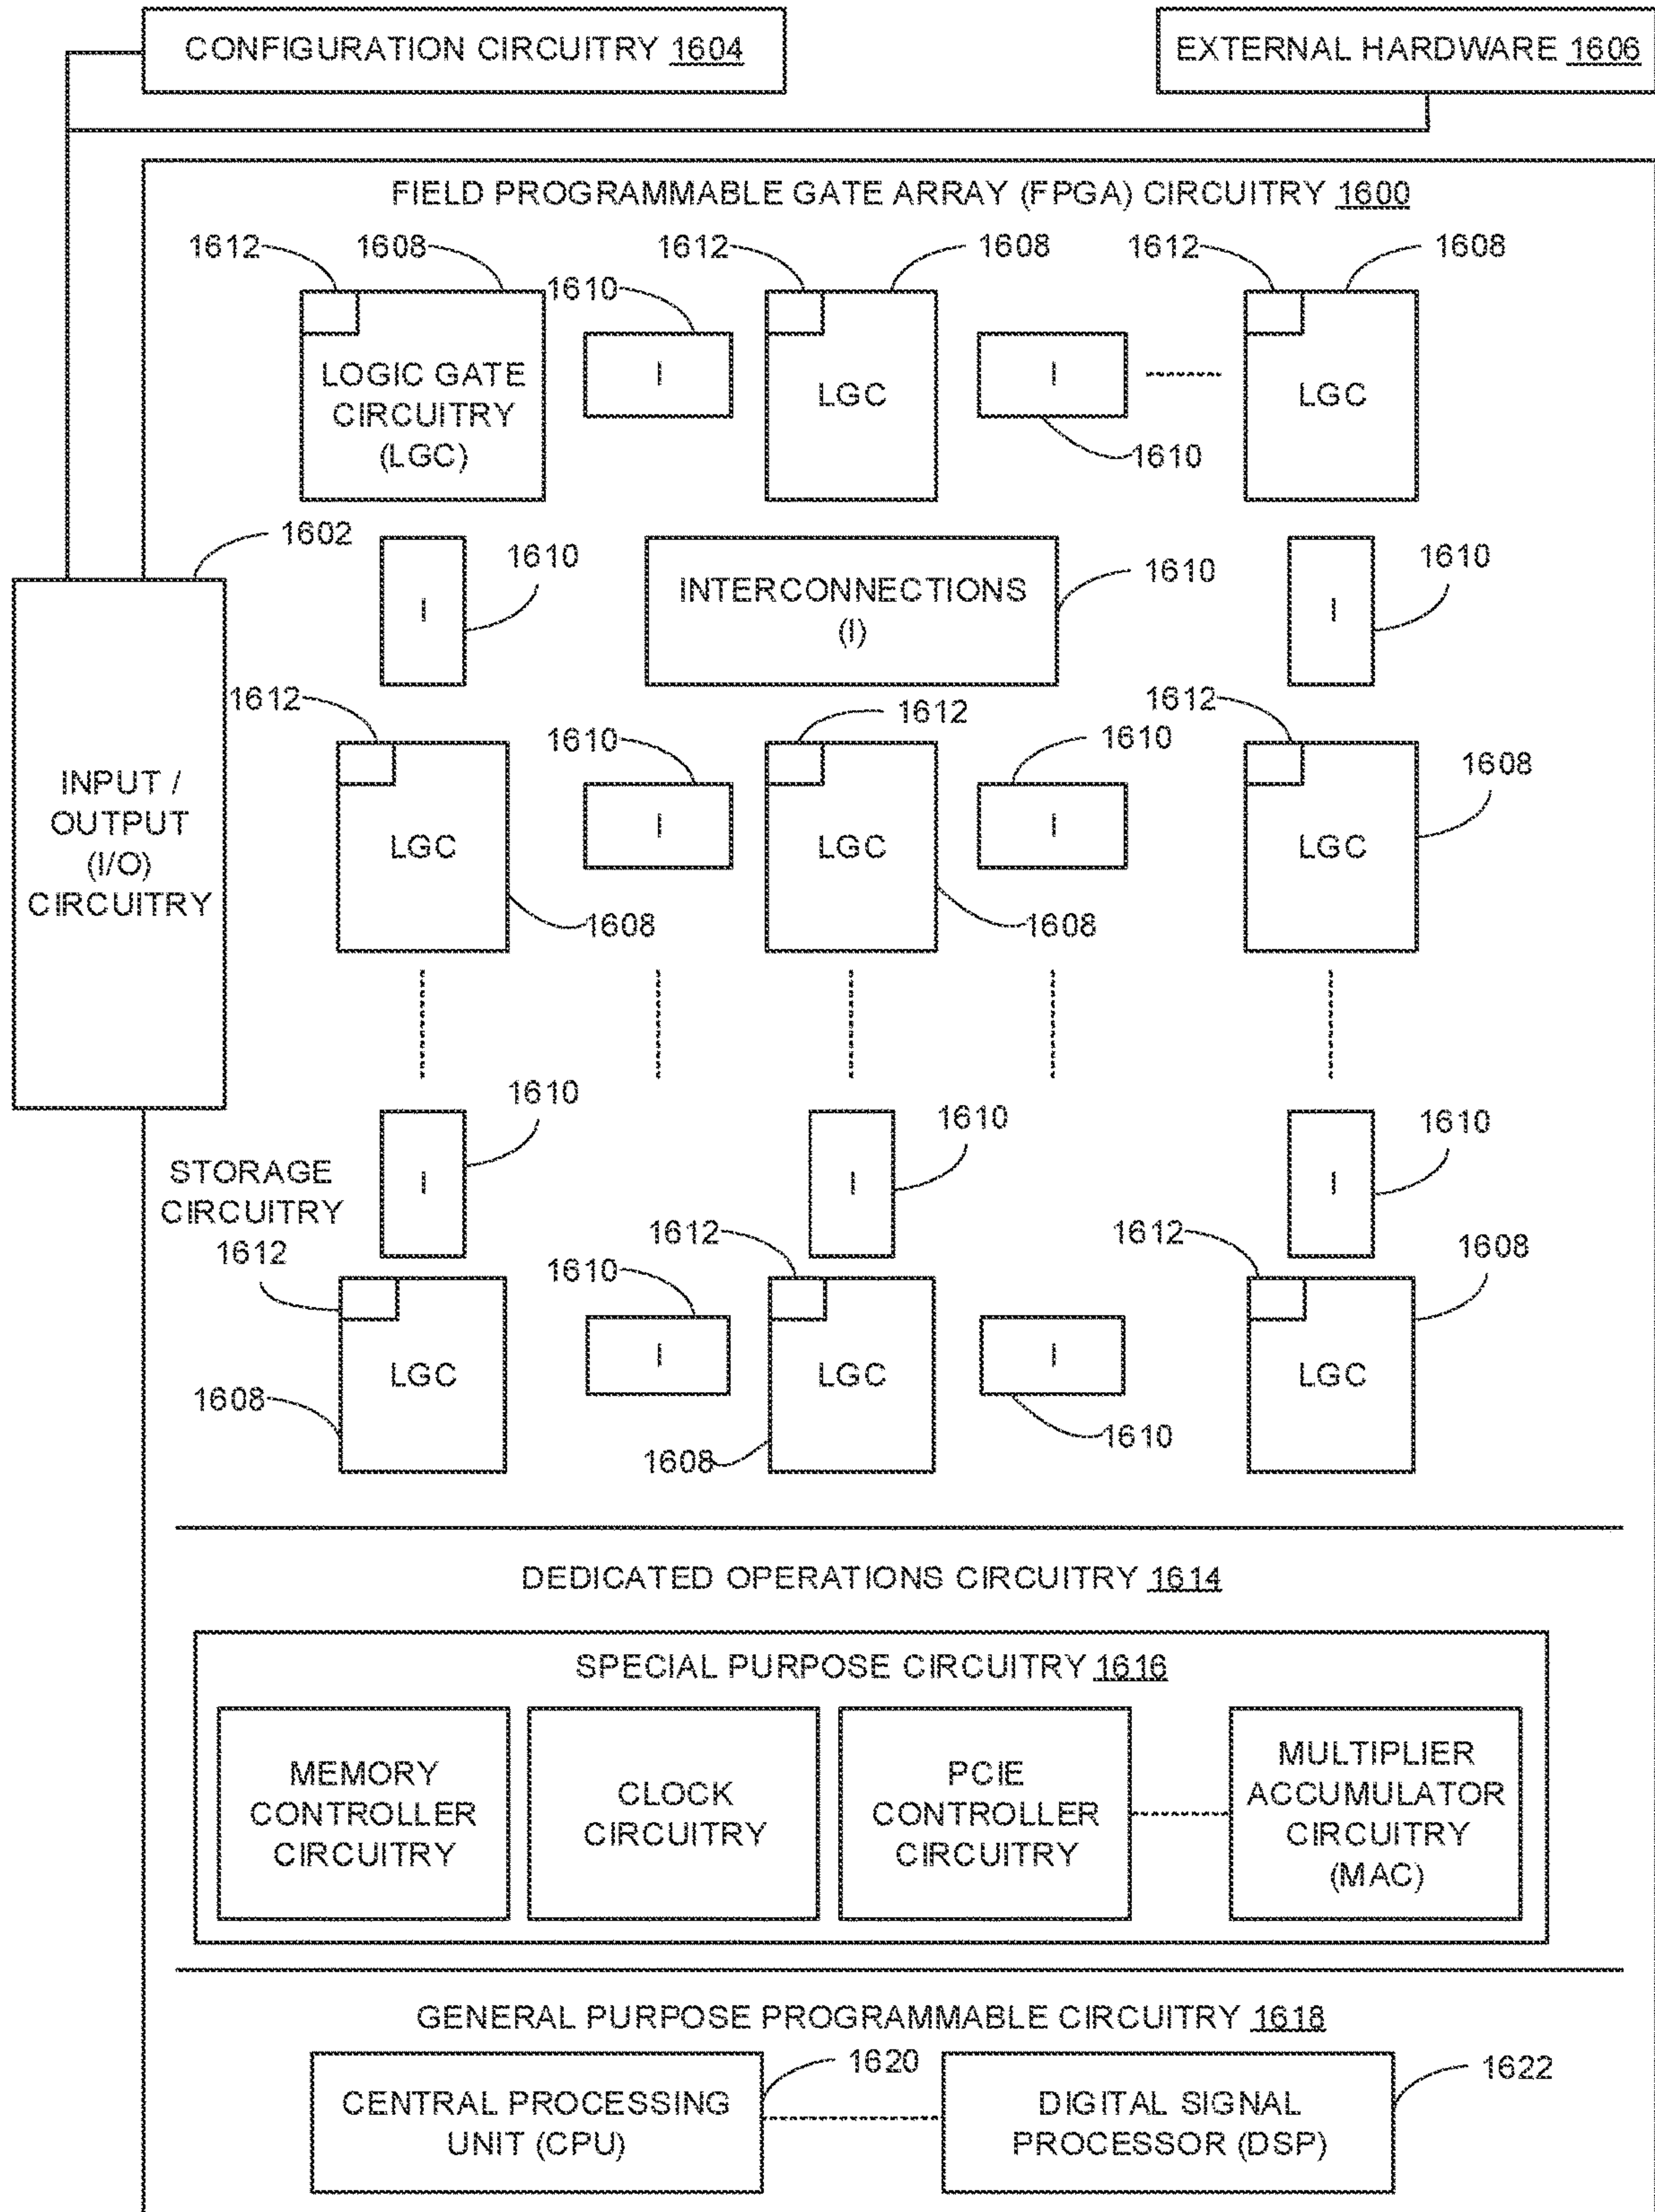 CONFIGURATION CIRCUITRY 1604
EXTERNAL HARDWARE 1606
FIELD PROGRAMMABLE GATE ARRAY (FPGA) CIRCUITRY 1600
1612
1608
1610
1612
1608
1612
1608
LOGIC GATE
CIRCUITRY
(LGC)
I
LGC
I
LGC
1610
1602
1610
I
INTERCONNECTIONS
(I)
1610
I
1610
INPUT /
OUTPUT
(I/O)
CIRCUITRY
1612
1610
1612
1610
1612
1608
LGC
I
LGC
I
LGC
1608
1608
1610
1610
1610
I
I
I
STORAGE
CIRCUITRY
1612
1610
1612
1612
1608
LGC
I
LGC
I
LGC
1608
1608
1610
DEDICATED OPERATIONS CIRCUITRY 1614
SPECIAL PURPOSE CIRCUITRY 1616
MEMORY
CONTROLLER
CIRCUITRY
CLOCK
CIRCUITRY
PCIE
CONTROLLER
CIRCUITRY
MULTIPLIER
ACCUMULATOR
CIRCUITRY
(MAC)
GENERAL PURPOSE PROGRAMMABLE CIRCUITRY 1618
1620
1622
CENTRAL PROCESSING
UNIT (CPU)
DIGITAL SIGNAL
PROCESSOR (DSP)